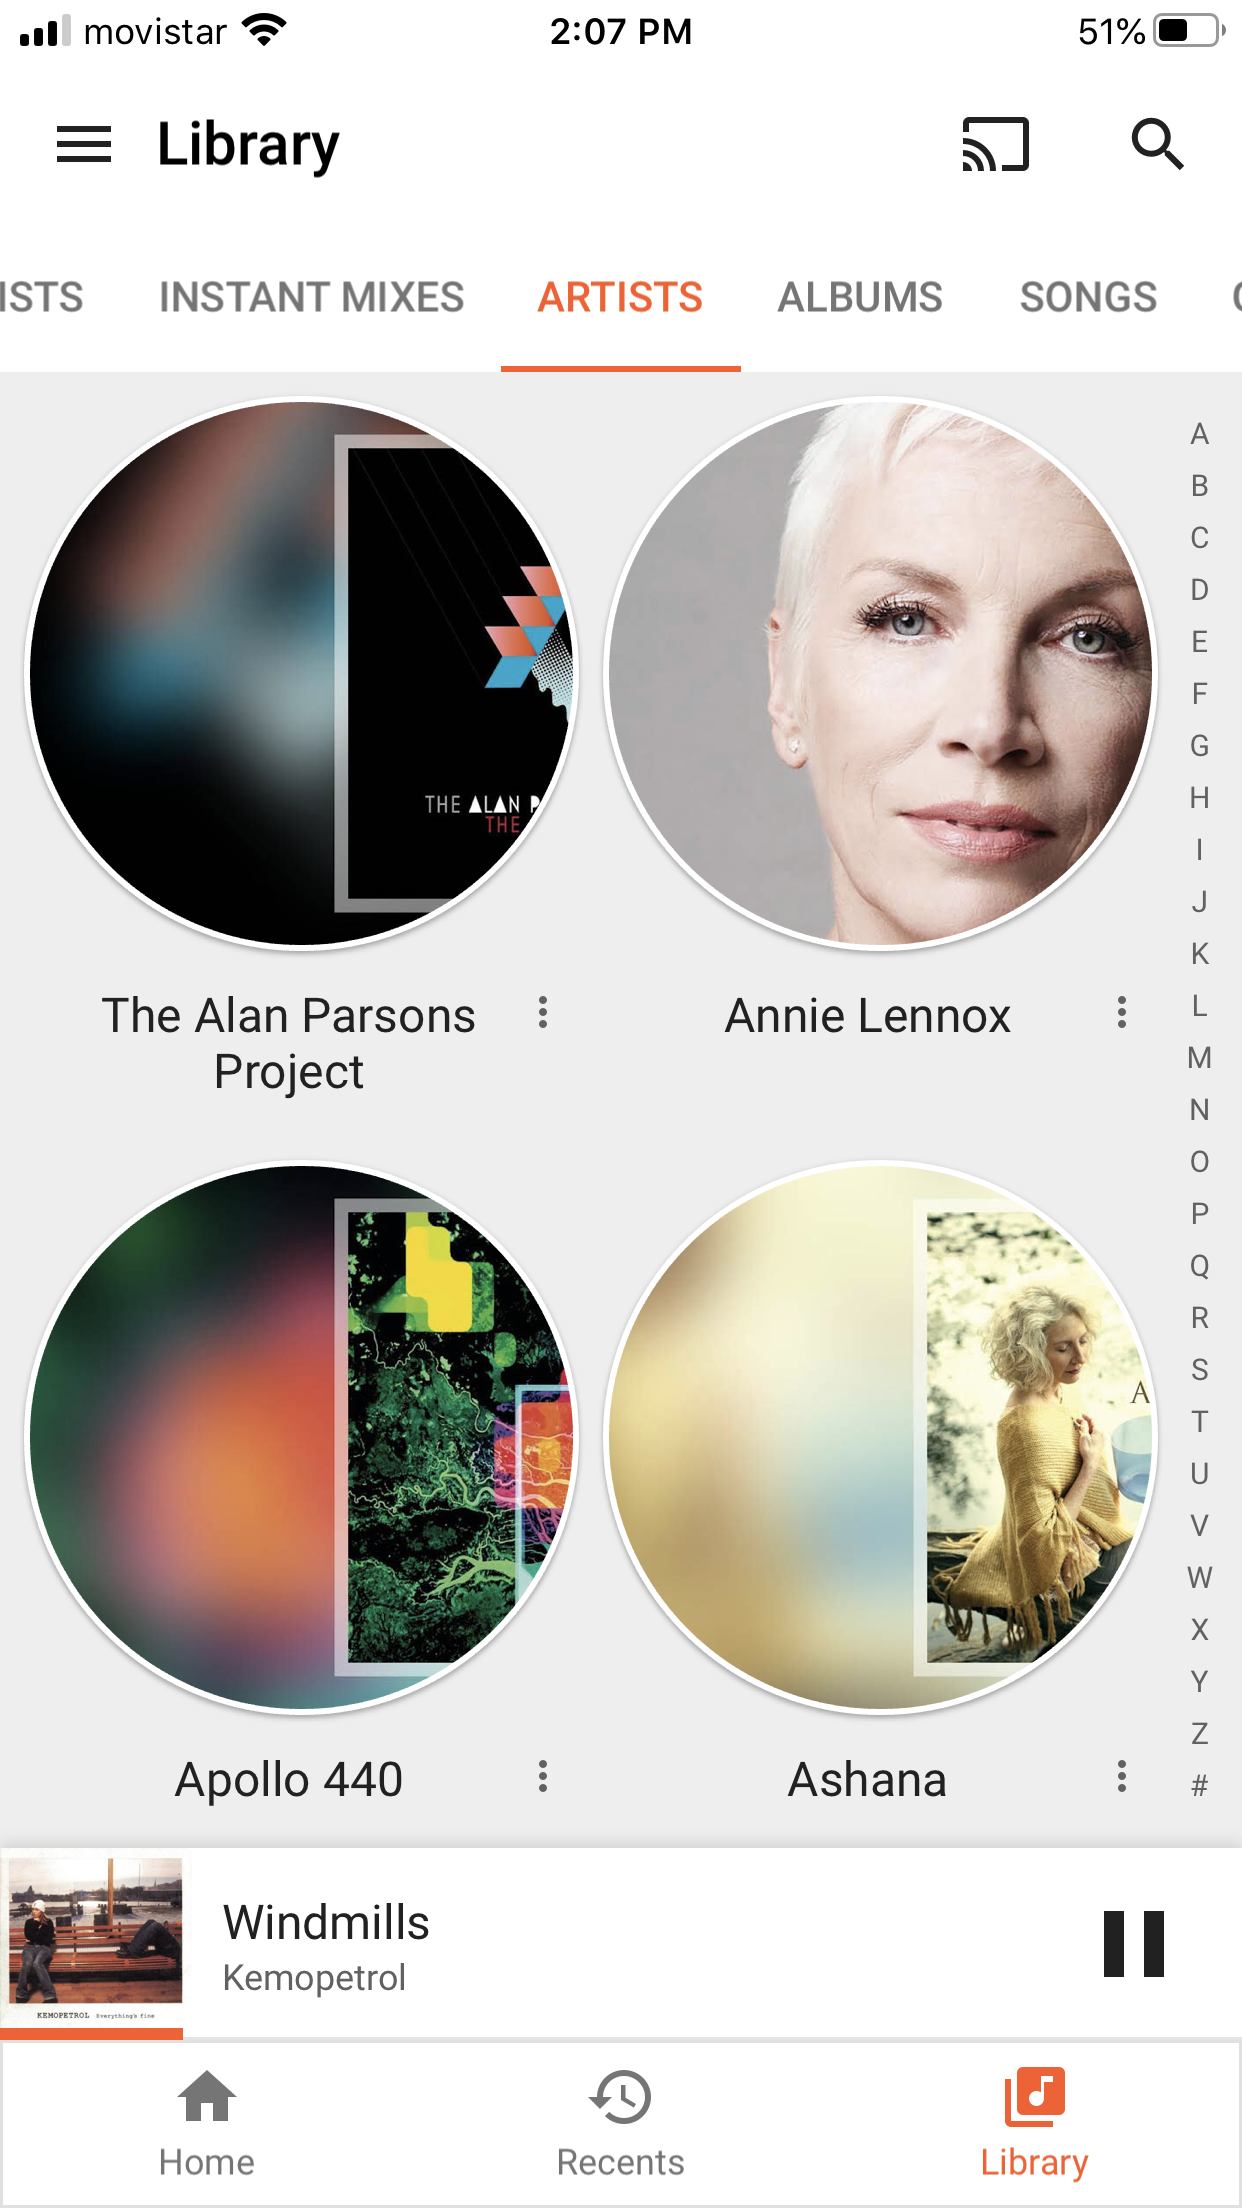 movistar 2:07 PM 51%
Library
ISTS INSTANT MIXES ARTISTS ALBUMS SONGS
THE ALAN P
THE
The Alan Parsons
Project
Annie Lennox
A
Apollo 440
Ashana
A
B
C
D
E
F
G
H
I
J
K
L
M
N
O
P
Q
R
S
T
U
V
W
X
Y
Z
#
KEMOPETROL Everything's fine
Windmills
Kemopetrol
Home Recents Library